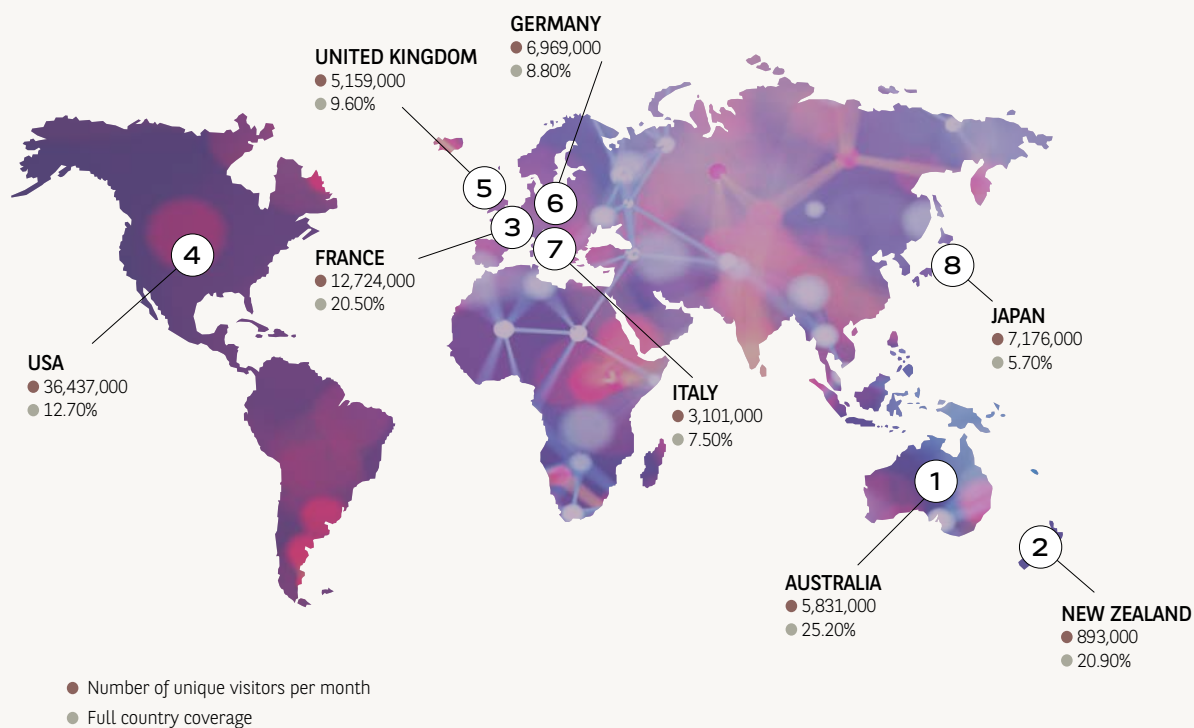 GERMANY
6,969,000
8.80%
UNITED KINGDOM
5,159,000
9.60%
5
6
3
7
4
8
FRANCE
12,724,000
20.50%
JAPAN
7,176,000
5.70%
USA
36,437,000
12.70%
ITALY
3,101,000
7.50%
1
2
AUSTRALIA
5,831,000
25.20%
NEW ZEALAND
893,000
20.90%
Number of unique visitors per month
Full country coverage